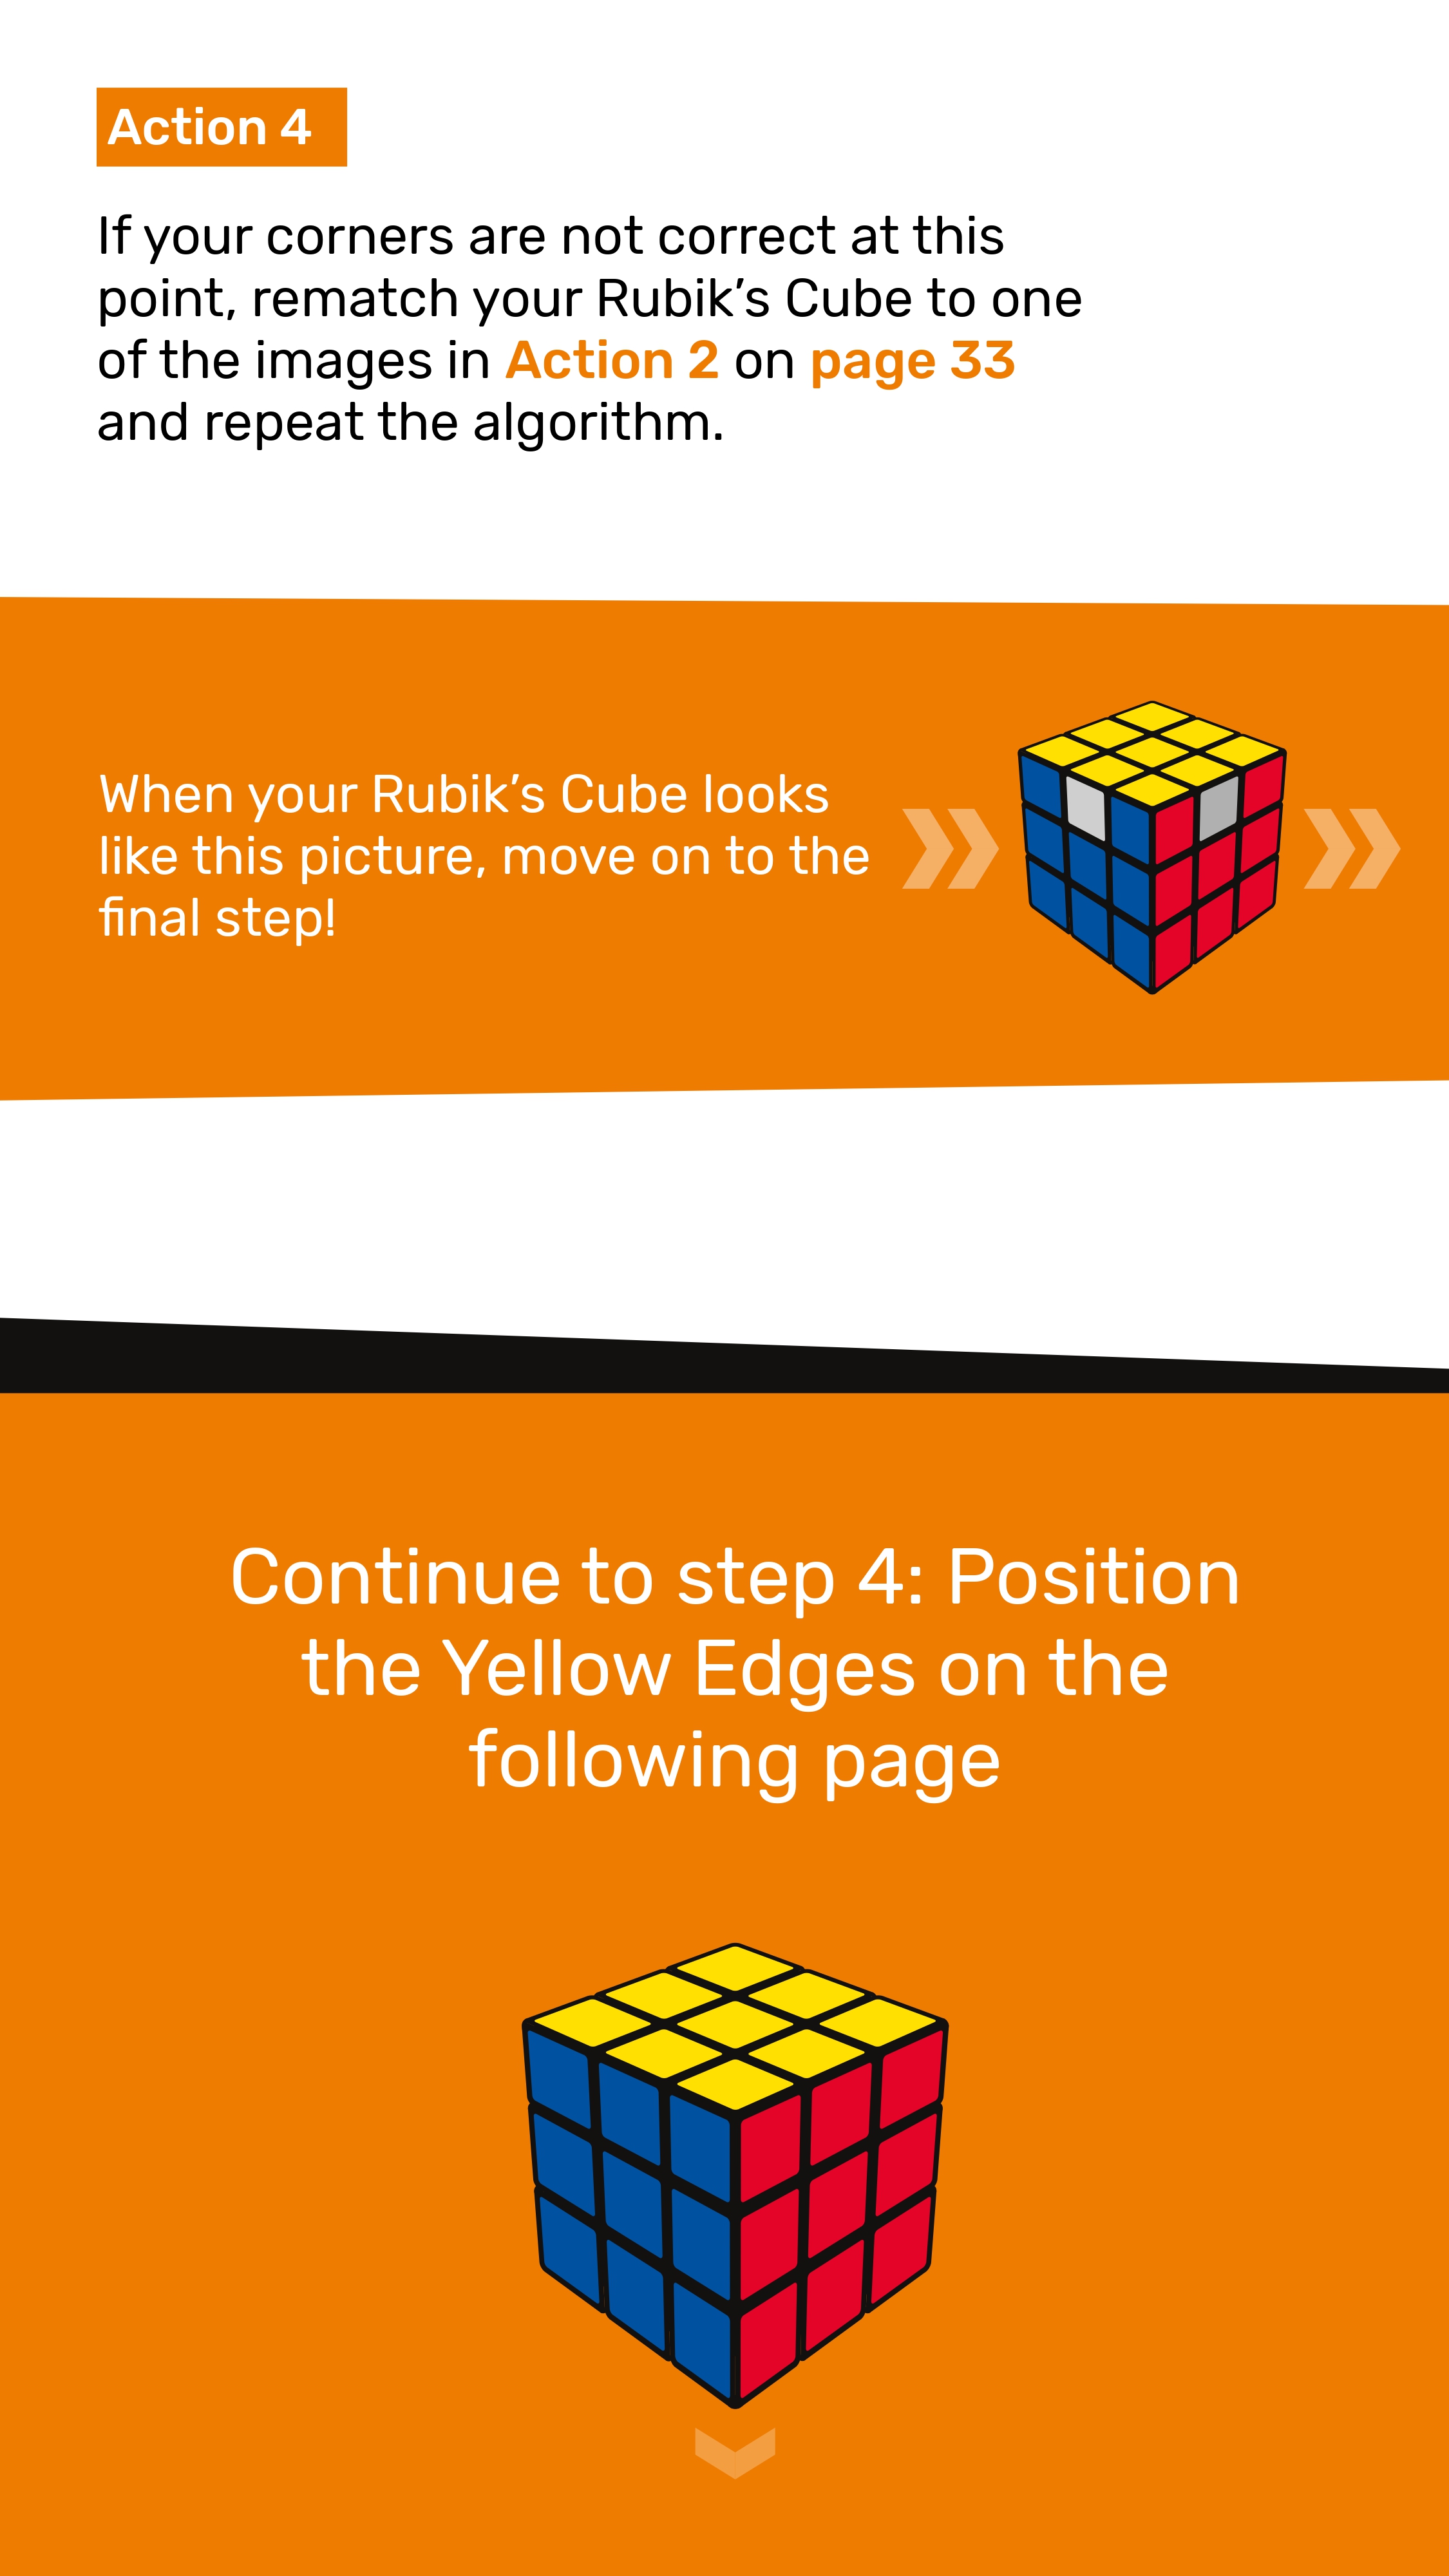 Action 4
If your corners are not correct at this
point, rematch your Rubik’s Cube to one
of the images in Action 2 on page 33
and repeat the algorithm.
When your Rubik’s Cube looks
like this picture, move on to the
final step!
Continue to step 4: Position
the Yellow Edges on the
following page